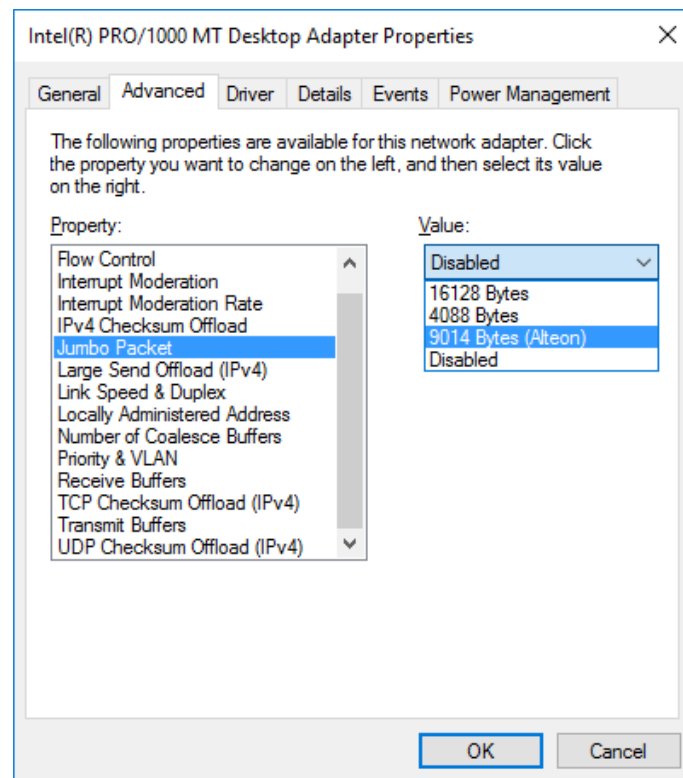 Intel(R) PRO/1000 MT Desktop Adapter Properties
General Advanced Driver Details Events Power Management
The following properties are available for this network adapter. Click
the property you want to change on the left, and then select its value
on the right.
Property:
Flow Control
Interrupt Moderation
Interrupt Moderation Rate
IPv4 Checksum Offload
Jumbo Packet
Large Send Offload (IPv4)
Link Speed & Duplex
Locally Administered Address
Number of Coalesce Buffers
Priority & VLAN
Receive Buffers
TCP Checksum Offload (IPv4)
Transmit Buffers
UDP Checksum Offload (IPv4)
Value:
Disabled
16128 Bytes
4088 Bytes
9014 Bytes (Alteon)
Disabled
OK Cancel